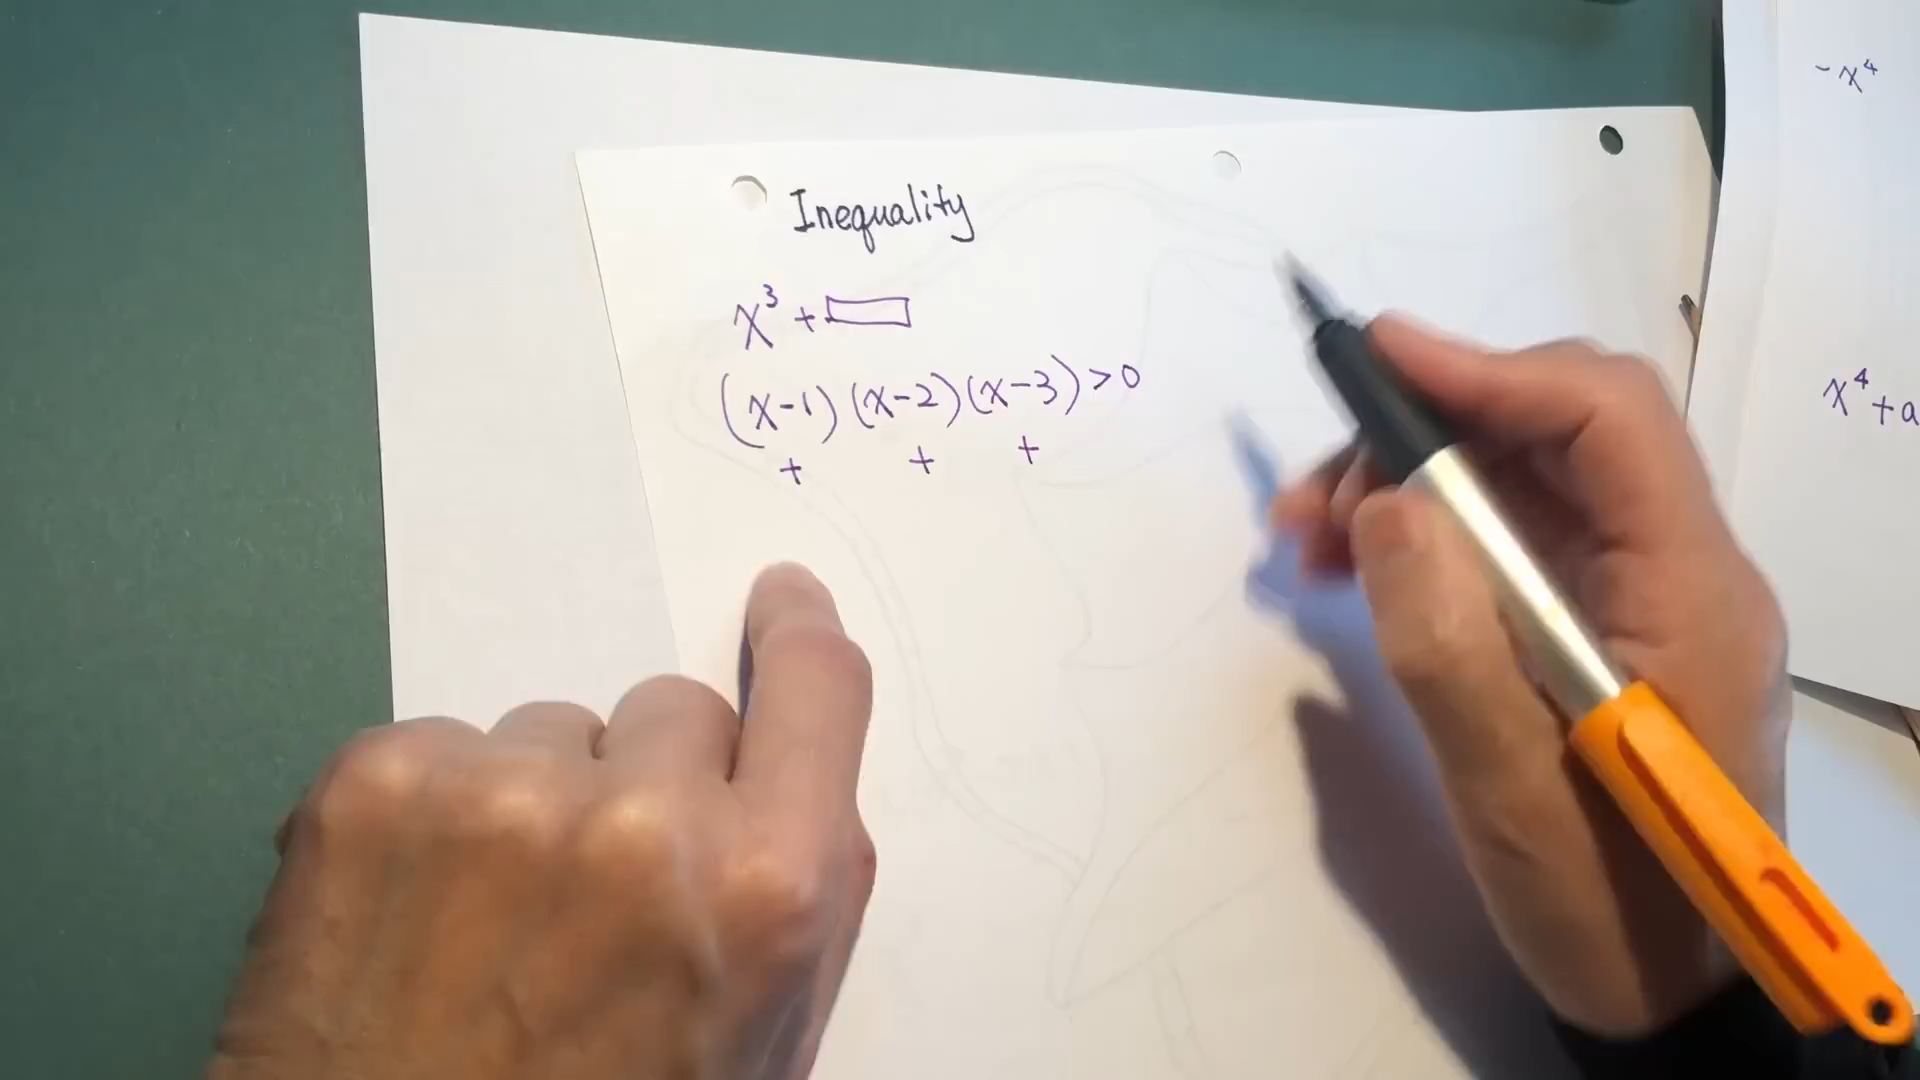 Inequality
x³ +
(x-1)(x-2)(x-3)>0
+ + +
-x⁴
x⁴+a